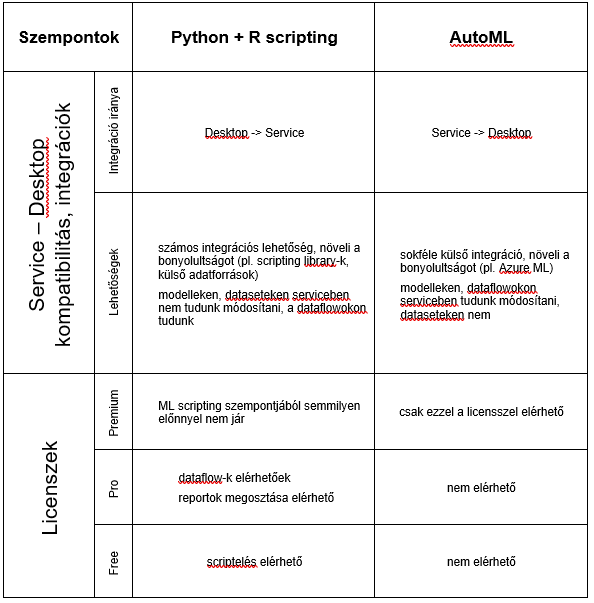 Szempontok
Python + R scripting
AutoML
Service – Desktop
kompatibilitás, integrációk
Integráció iránya
Desktop -> Service
Service -> Desktop
Lehetőségek
számos integrációs lehetőség, növeli a
bonyolultságot (pl. scripting library-k,
külső adatforrások)
modelleken, dataseteken serviceben
nem tudunk módosítani, a dataflowokon
tudunk
sokféle külső integráció, növeli a
bonyolultságot (pl. Azure ML)
modelleken, dataflowokon
serviceben tudunk módosítani,
dataseteken nem
Licenszek
Premium
ML scripting szempontjából semmilyen
előnnyel nem jár
csak ezzel a licensszel elérhető
Pro
dataflow-k elérhetőek
reportok megosztása elérhető
nem elérhető
Free
scriptelés elérhető
nem elérhető